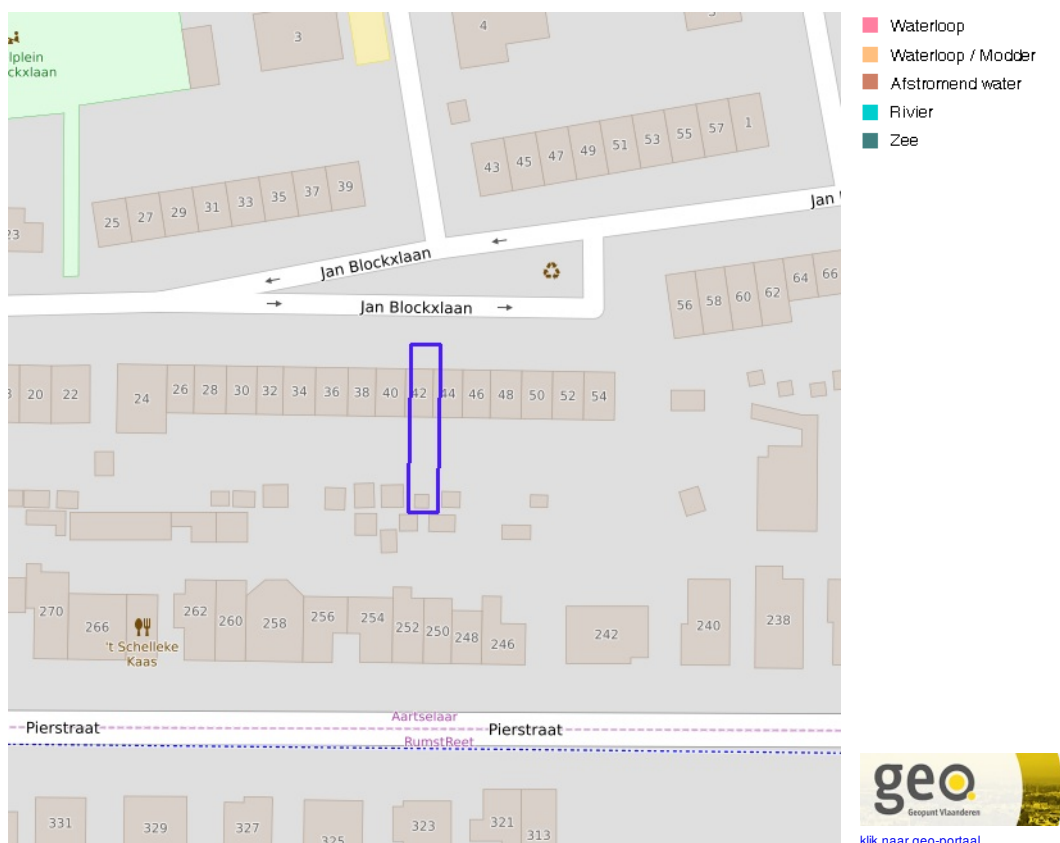 lplein
ckxlaan
3
4
25 27 29 31 33 35 37 39
43 45 47 49 51 53 55 57 1
23
Jan Blockxlaan
Jan
Jan Blockxlaan
56 58 60 62 64 66
20 22 24 26 28 30 32 34 36 38 40 42 44 46 48 50 52 54
270 266 262 260 258 256 254 252 250 248 246 242 240 238
't Schelleke
Kaas
Aartselaar
Pierstraat
Pierstraat
RumstReet
331 329 327 325 323 321 313
Waterloop
Waterloop / Modder
Afstromend water
Rivier
Zee
geo.
Geopunt Vlaanderen
klik naar geo-portaal